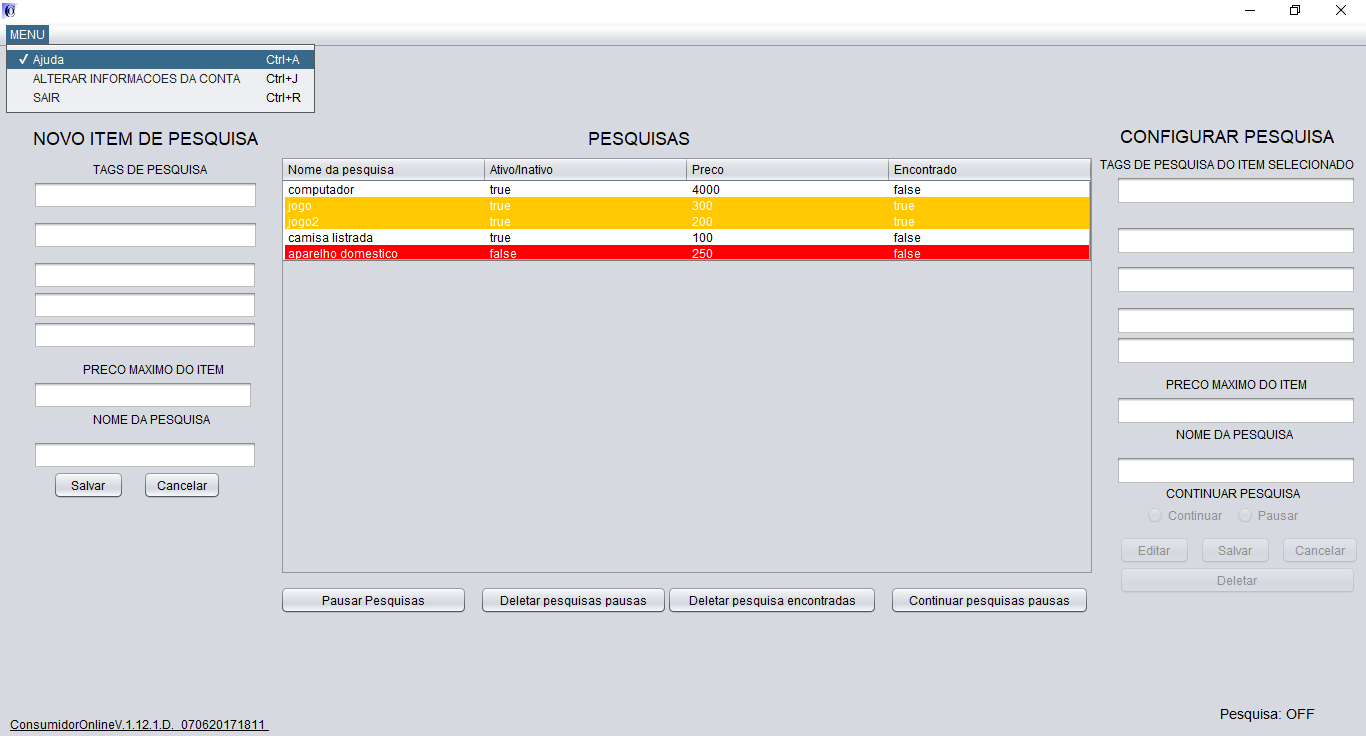 MENU
Ajuda Ctrl+A
ALTERAR INFORMACOES DA CONTA Ctrl+J
SAIR Ctrl+R
NOVO ITEM DE PESQUISA
TAGS DE PESQUISA
PRECO MAXIMO DO ITEM
NOME DA PESQUISA
Salvar Cancelar
PESQUISAS
Nome da pesquisa Ativo/Inativo Preco Encontrado
computador true 4000 false
jogo true 300 true
jogo2 true 200 true
camisa listrada true 100 false
aparelho domestico false 250 false
Pausar Pesquisas Deletar pesquisas pausas Deletar pesquisa encontradas Continuar pesquisas pausas
CONFIGURAR PESQUISA
TAGS DE PESQUISA DO ITEM SELECIONADO
PRECO MAXIMO DO ITEM
NOME DA PESQUISA
CONTINUAR PESQUISA
Continuar Pausar
Editar Salvar Cancelar
Deletar
Pesquisa: OFF
ConsumidorOnlineV.1.12.1.D. 070620171811